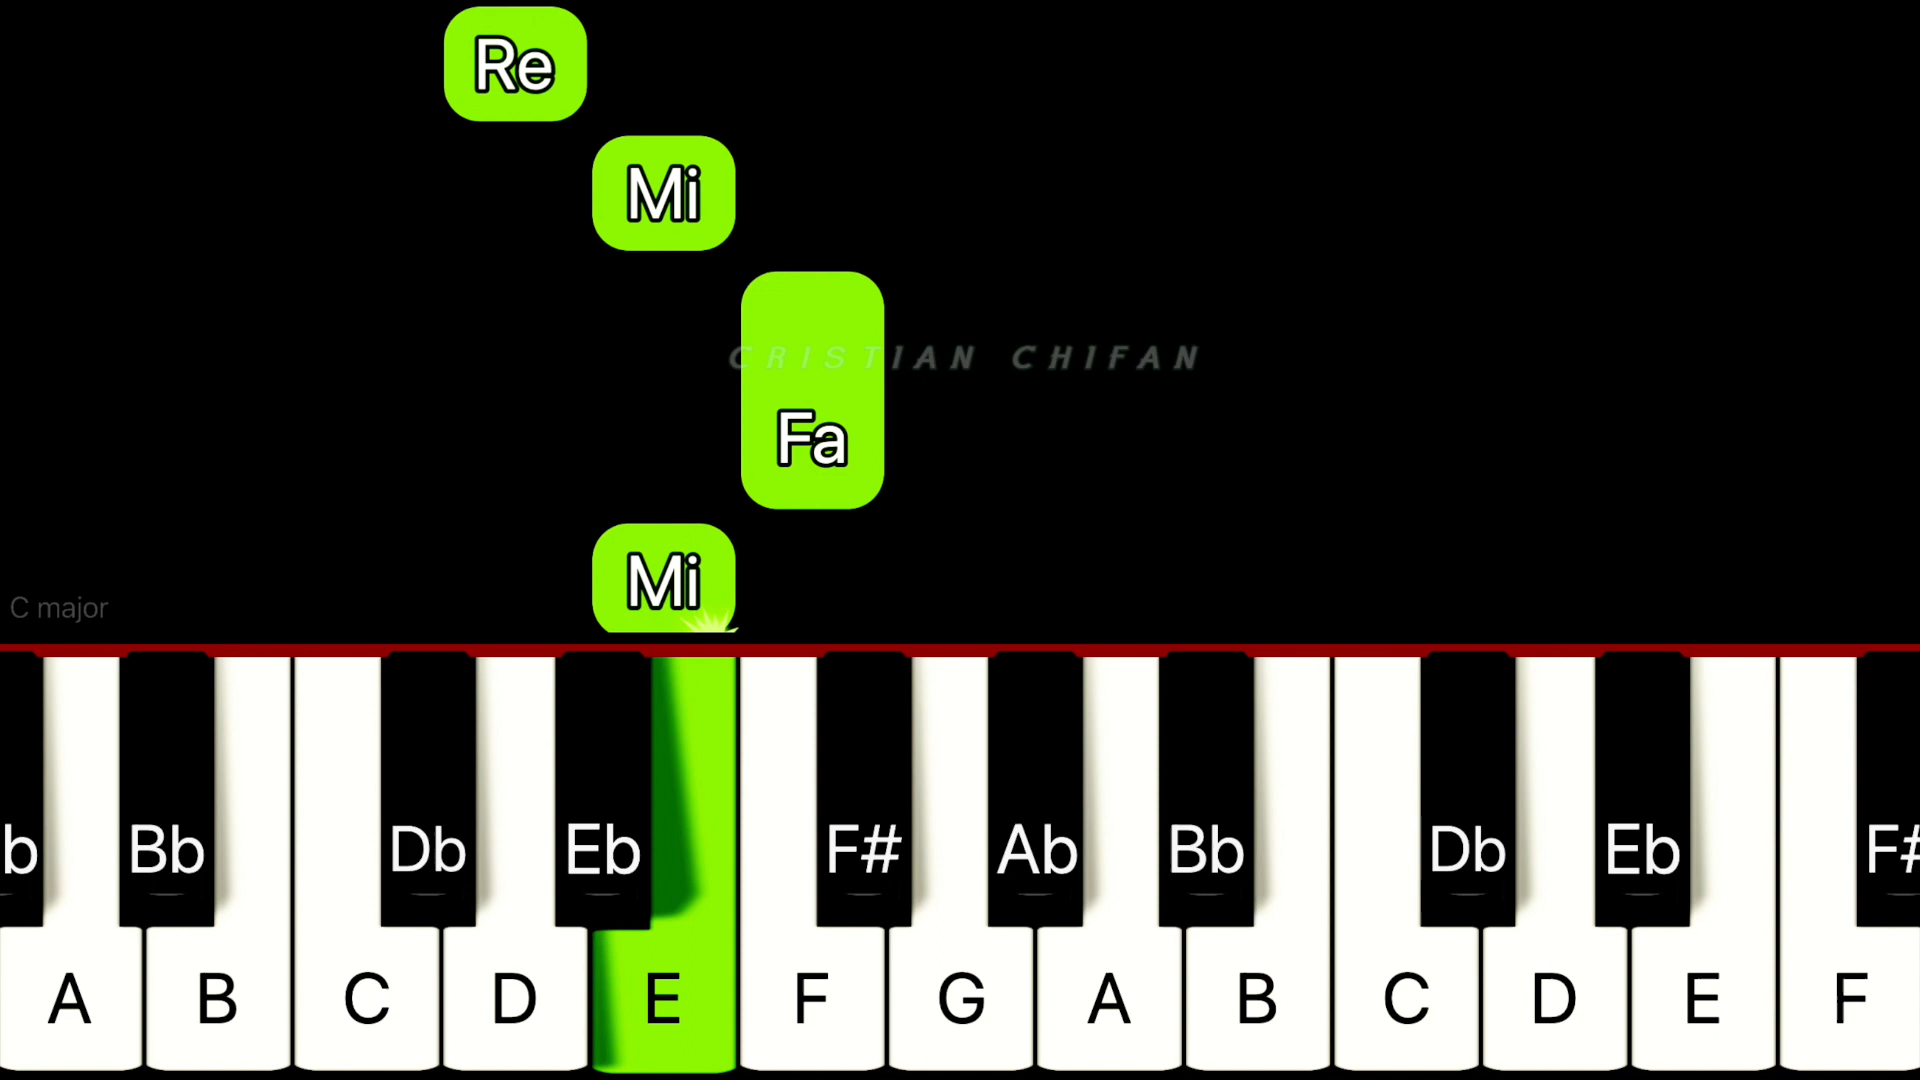 Re
Mi
Fa
CRISTIAN CHIFAN
Mi
C major
b Bb Db Eb F# Ab Bb Db Eb F#
A B C D E F G A B C D E F